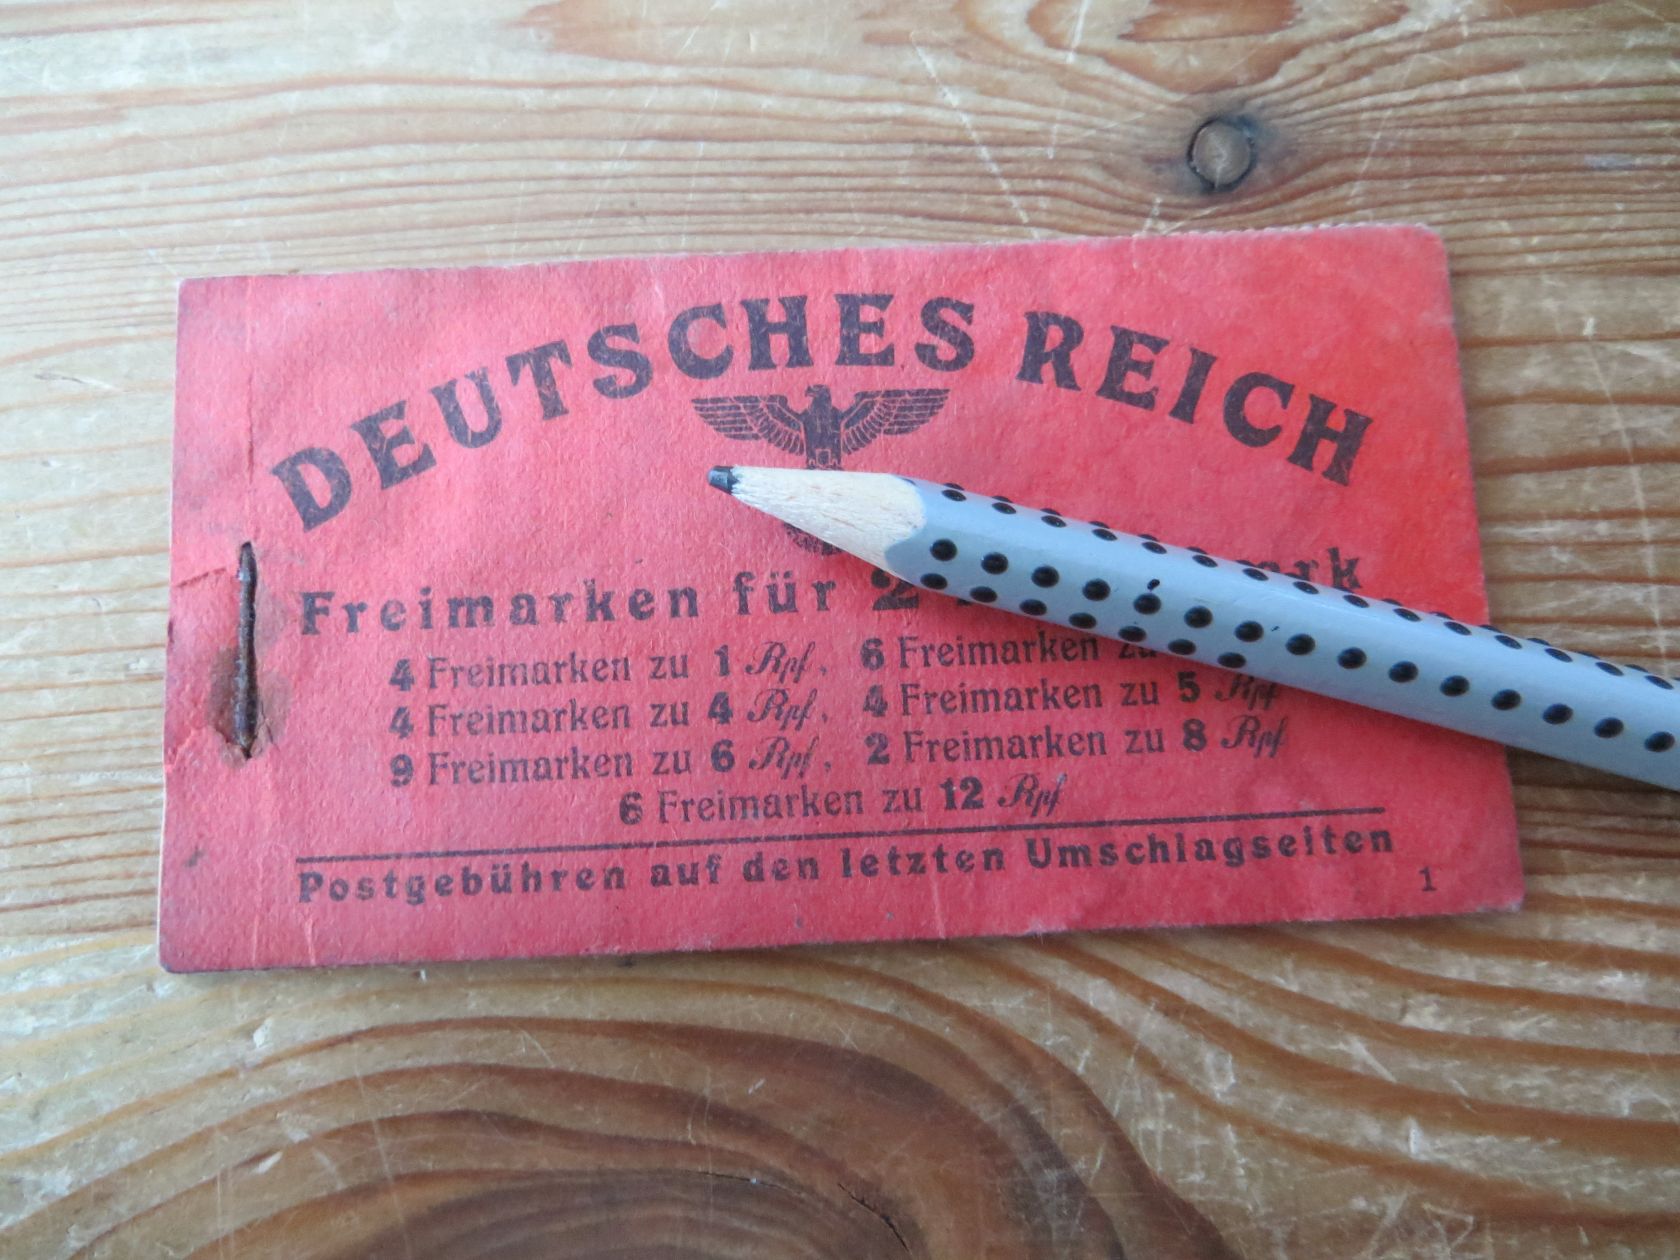 DEUTSCHES REICH
Freimarken für 2
4 Freimarken zu 1 Rpf, 6 Freimarken zu
4 Freimarken zu 4 Rpf, 4 Freimarken zu 5 Rpf
9 Freimarken zu 6 Rpf, 2 Freimarken zu 8 Rpf
6 Freimarken zu 12 Rpf
Postgebühren auf den letzten Umschlagseiten
1